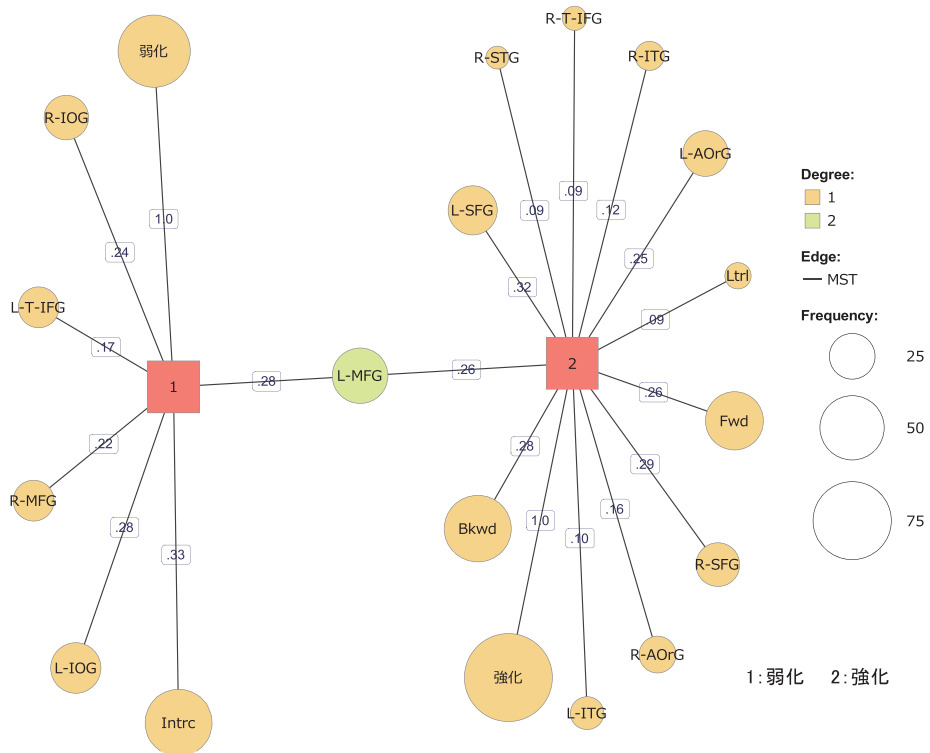 R-T-IFG
弱化
R-STG
R-ITG
R-IOG
L-AOrG
Degree:
1
2
.09
.09
.12
L-SFG
1.0
.24
.25
Edge:
MST
Ltrl
.32
L-T-IFG
Frequency:
.09
.17
25
1
.28
L-MFG
.26
2
.26
Fwd
50
.22
.28
.29
R-MFG
.16
75
.28
Bkwd
1.0
.10
.33
R-SFG
L-IOG
R-AOrG
強化
1:弱化 2:強化
Intrc
L-ITG